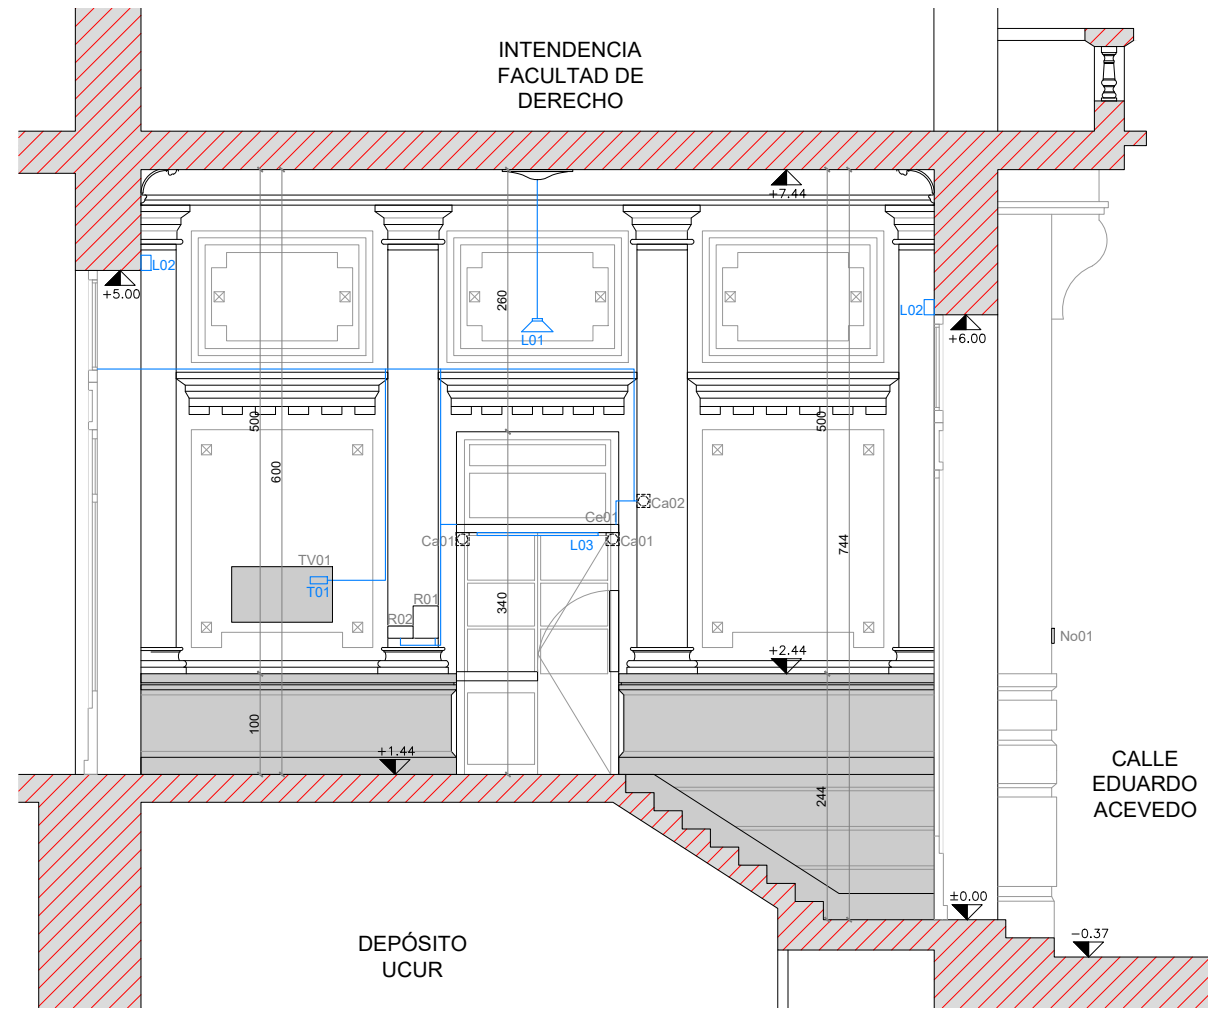 INTENDENCIA
FACULTAD DE
DERECHO
+7.44
L02
+5.00
260
L02
L01
+6.00
500
600
500
744
Ca02
Ce01
Ca01
L03
Ca01
TV01
T01
R01
R02
340
No01
+2.44
100
+1.44
244
CALLE
EDUARDO
ACEVEDO
±0.00
-0.37
DEPÓSITO
UCUR